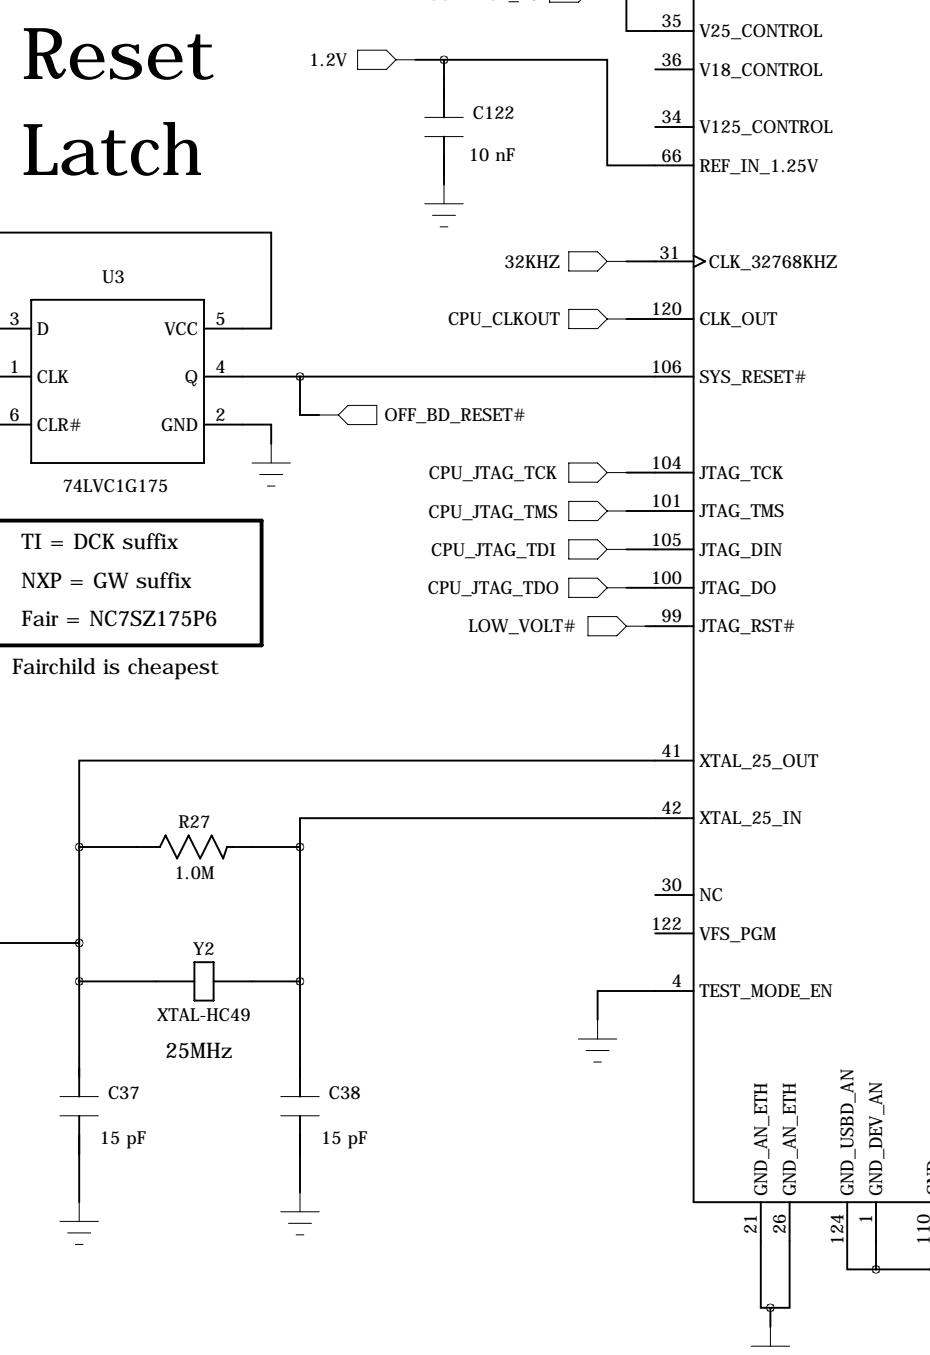 Reset
Latch
1.2V
C122
10 nF
35 V25_CONTROL
36 V18_CONTROL
34 V125_CONTROL
66 REF_IN_1.25V
32KHZ 31 CLK_32768KHZ
CPU_CLKOUT 120 CLK_OUT
106 SYS_RESET#
OFF_BD_RESET#
U3
3 D VCC 5
1 CLK Q 4
6 CLR# GND 2
74LVC1G175
CPU_JTAG_TCK 104 JTAG_TCK
CPU_JTAG_TMS 101 JTAG_TMS
CPU_JTAG_TDI 105 JTAG_DIN
CPU_JTAG_TDO 100 JTAG_DO
LOW_VOLT# 99 JTAG_RST#
TI = DCK suffix
NXP = GW suffix
Fair = NC7SZ175P6
Fairchild is cheapest
41 XTAL_25_OUT
42 XTAL_25_IN
R27
1.0M
30 NC
122 VFS_PGM
4 TEST_MODE_EN
Y2
XTAL-HC49
25MHz
C37
15 pF
C38
15 pF
GND_AN_ETH
GND_AN_ETH
GND_USBD_AN
GND_DEV_AN
21
26
124
1
110